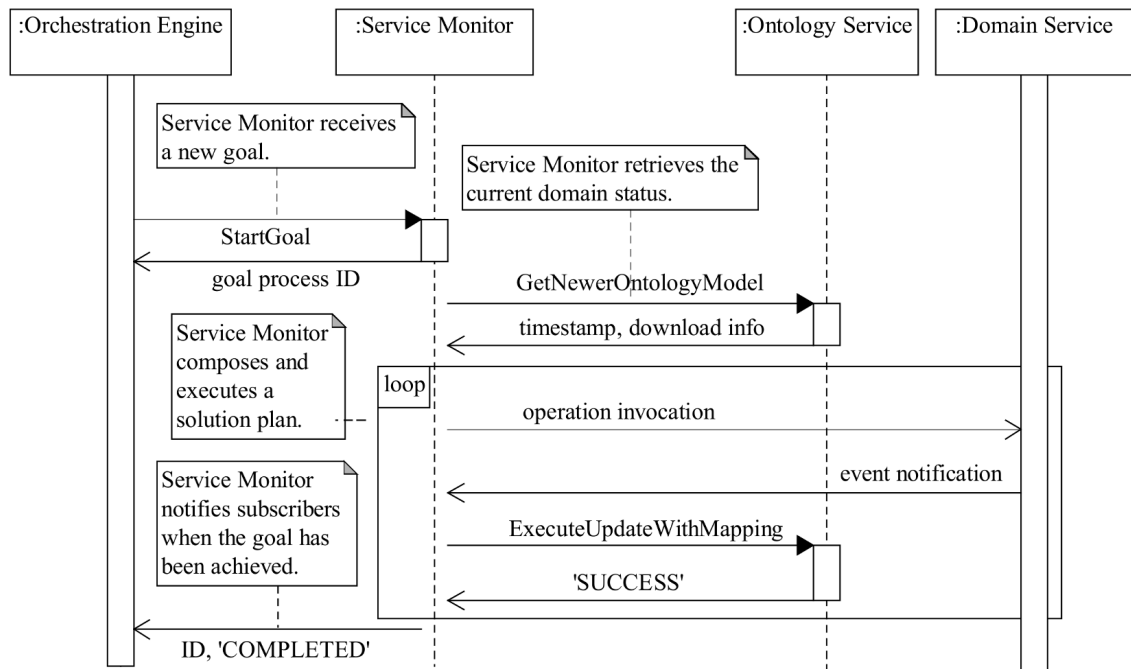 :Orchestration Engine
:Service Monitor
:Ontology Service
:Domain Service
Service Monitor receives
a new goal.
Service Monitor retrieves the
current domain status.
StartGoal
goal process ID
GetNewerOntologyModel
timestamp, download info
Service Monitor
composes and
executes a
solution plan.
loop
operation invocation
event notification
Service Monitor
notifies subscribers
when the goal has
been achieved.
ExecuteUpdateWithMapping
'SUCCESS'
ID, 'COMPLETED'